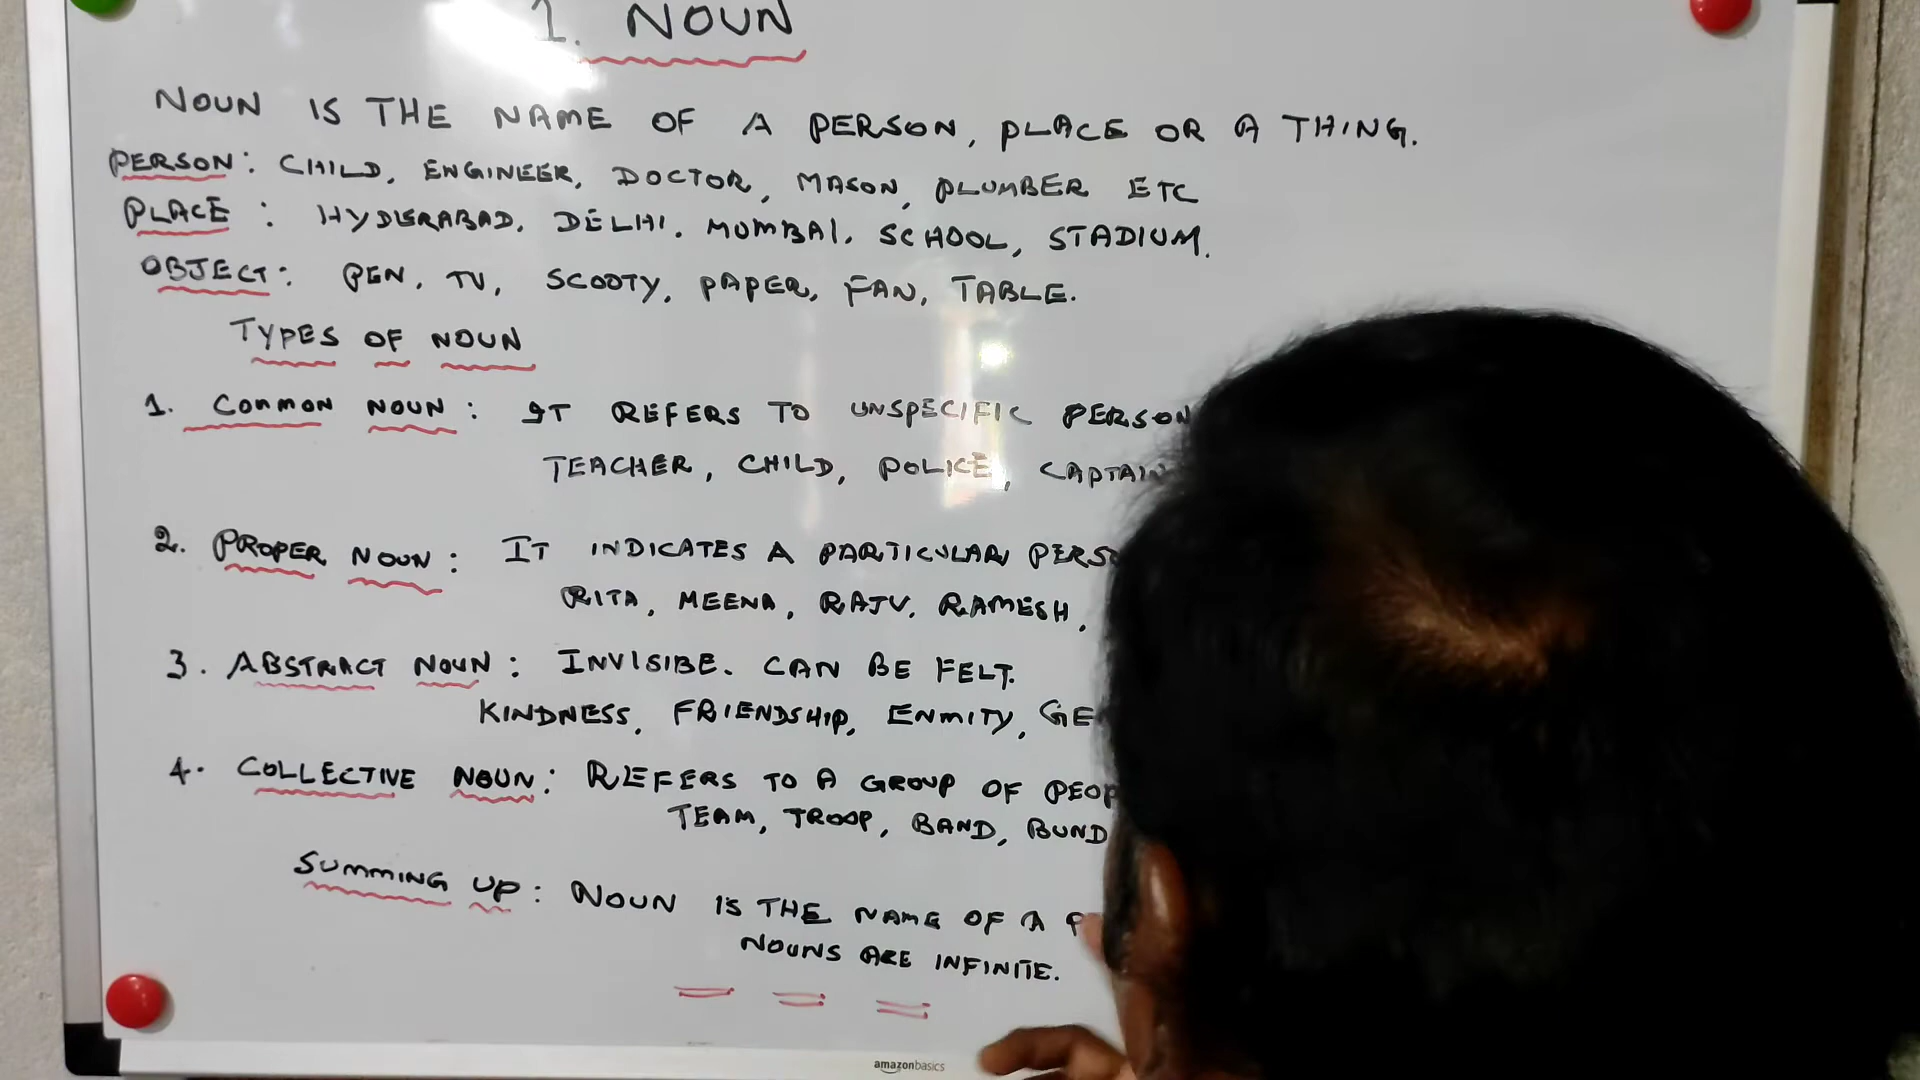 1. NOUN
NOUN IS THE NAME OF A PERSON, PLACE OR A THING.
PERSON: CHILD, ENGINEER, DOCTOR, MASON, PLUMBER ETC
PLACE : HYDERABAD, DELHI, MUMBAI, SCHOOL, STADIUM.
OBJECT: PEN, TV, SCOOTY, PAPER, FAN, TABLE.
TYPES OF NOUN
1. COMMON NOUN : IT REFERS TO UNSPECIFIC PERSON
TEACHER, CHILD, POLICE, CAPTAIN
2. PROPER NOUN : IT INDICATES A PARTICULAR
RITA, MEENA, RAJU, RAMESH,
3. ABSTRACT NOUN : INVISIBE. CAN BE FELT.
KINDNESS, FRIENDSHIP, ENMITY,
4. COLLECTIVE NOUN : REFERS TO A GROUP OF
TEAM, TROOP, BAND,
SUMMING UP : NOUN IS THE NAME OF A
NOUNS ARE INFINITE.
amazonbasics